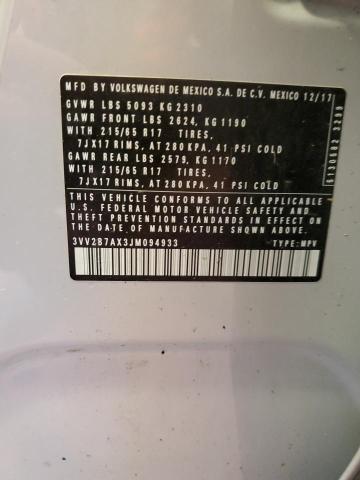 MFD BY VOLKSWAGEN DE MEXICO S.A. DE C.V. MEXICO 12/17
GVWR LBS 5093 KG 2310
GAWR FRONT LBS 2624, KG 1190
WITH 215/65 R17 TIRES,
7JX17 RIMS, AT 280 KPA, 41 PSI COLD
GAWR REAR LBS 2579, KG 1170
WITH 215/65 R17 TIRES,
7JX17 RIMS, AT 280 KPA, 41 PSI COLD
THIS VEHICLE CONFORMS TO ALL APPLICABLE
U.S. FEDERAL MOTOR VEHICLE SAFETY AND
THEFT PREVENTION STANDARDS IN EFFECT ON
THE DATE OF MANUFACTURE SHOWN ABOVE
3VV2B7AX3JM094933 TYPE: MPV